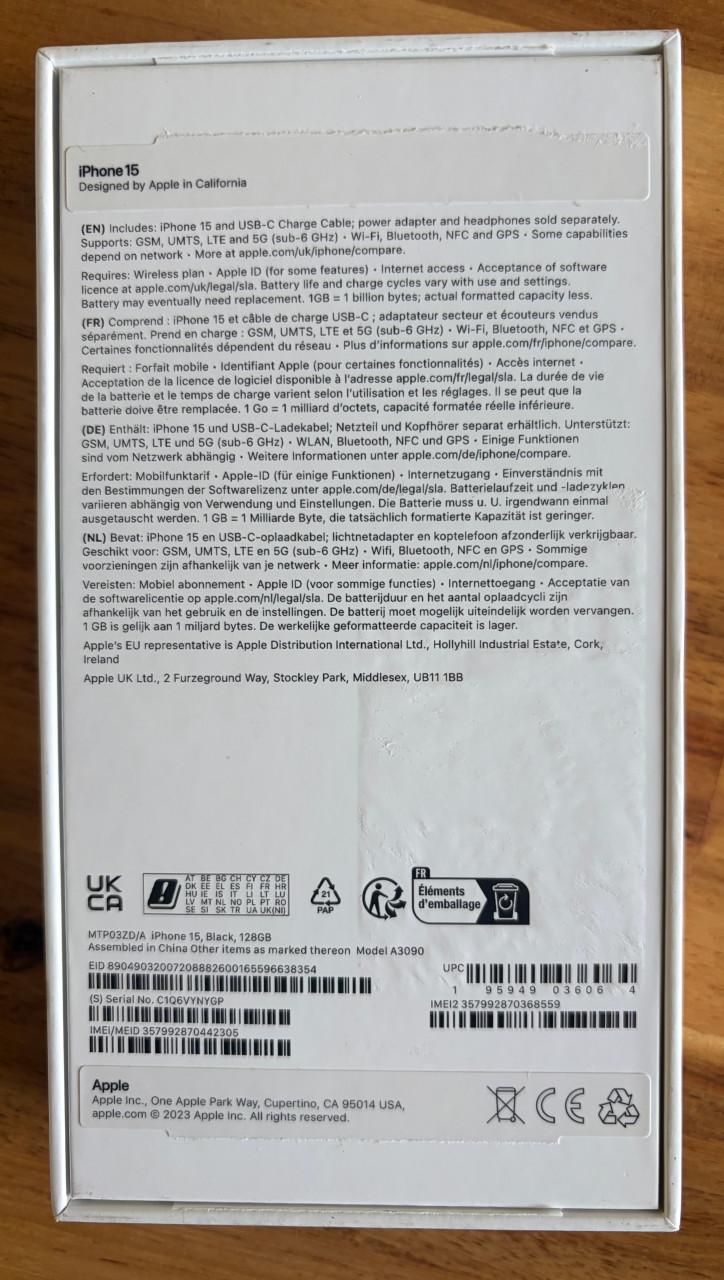 iPhone 15
Designed by Apple in California
(EN) Includes: iPhone 15 and USB-C Charge Cable; power adapter and headphones sold separately.
Supports: GSM, UMTS, LTE and 5G (sub-6 GHz) • Wi-Fi, Bluetooth, NFC and GPS • Some capabilities
depend on network • More at apple.com/uk/iphone/compare.
Requires: Wireless plan • Apple ID (for some features) • Internet access • Acceptance of software
licence at apple.com/uk/legal/sla. Battery life and charge cycles vary with use and settings.
Battery may eventually need replacement. 1GB = 1 billion bytes; actual formatted capacity less.
(FR) Comprend : iPhone 15 et câble de charge USB-C ; adaptateur secteur et écouteurs vendus
séparément. Prend en charge : GSM, UMTS, LTE et 5G (sub-6 GHz) • Wi-Fi, Bluetooth, NFC et GPS •
Certaines fonctionnalités dépendent du réseau • Plus d'informations sur apple.com/fr/iphone/compare.
Requiert : Forfait mobile • Identifiant Apple (pour certaines fonctionnalités) • Accès internet •
Acceptation de la licence de logiciel disponible à l'adresse apple.com/fr/legal/sla. La durée de vie
de la batterie et le temps de charge varient selon l'utilisation et les réglages. Il se peut que la
batterie doive être remplacée. 1 Go = 1 milliard d'octets, capacité formatée réelle inférieure.
(DE) Enthält: iPhone 15 und USB-C-Ladekabel; Netzteil und Kopfhörer separat erhältlich. Unterstützt:
GSM, UMTS, LTE und 5G (sub-6 GHz) • WLAN, Bluetooth, NFC und GPS • Einige Funktionen
sind vom Netzwerk abhängig • Weitere Informationen unter apple.com/de/iphone/compare.
Erfordert: Mobilfunktarif • Apple-ID (für einige Funktionen) • Internetzugang • Einverständnis mit
den Bestimmungen der Softwarelizenz unter apple.com/de/legal/sla. Batterielaufzeit und -ladezyklen
variieren abhängig von Verwendung und Einstellungen. Die Batterie muss u. U. irgendwann einmal
ausgetauscht werden. 1 GB = 1 Milliarde Byte, die tatsächlich formatierte Kapazität ist geringer.
(NL) Bevat: iPhone 15 en USB-C-oplaadkabel; lichtnetadapter en koptelefoon afzonderlijk verkrijgbaar.
Geschikt voor: GSM, UMTS, LTE en 5G (sub-6 GHz) • Wifi, Bluetooth, NFC en GPS • Sommige
voorzieningen zijn afhankelijk van je netwerk • Meer informatie: apple.com/nl/iphone/compare.
Vereisten: Mobiel abonnement • Apple ID (voor sommige functies) • Internettoegang • Acceptatie van
de softwarelicentie op apple.com/nl/legal/sla. De batterijduur en het aantal oplaadcycli zijn
afhankelijk van het gebruik en de instellingen. De batterij moet mogelijk uiteindelijk worden vervangen.
1 GB is gelijk aan 1 miljard bytes. De werkelijke geformatteerde capaciteit is lager.
Apple's EU representative is Apple Distribution International Ltd., Hollyhill Industrial Estate, Cork,
Ireland
Apple UK Ltd., 2 Furzeground Way, Stockley Park, Middlesex, UB11 1BB
UK
CA
AT BE BG CH CY CZ DE
DK EE EL ES FI FR HR
HU IE IS IT LI LT LU
LV MT NL NO PL PT RO
SE SI SK TR UA UK(NI)
21
PAP
FR
Éléments
d'emballage
MTP03ZD/A iPhone 15, Black, 128GB
Assembled in China Other items as marked thereon Model A3090
EID 89049032007208882600165596638354
UPC
1 95949 03606 4
(S) Serial No. C1Q6VYNYGP
IMEI2 357992870368559
IMEI/MEID 357992870442305
Apple
Apple Inc., One Apple Park Way, Cupertino, CA 95014 USA,
apple.com © 2023 Apple Inc. All rights reserved.
CE